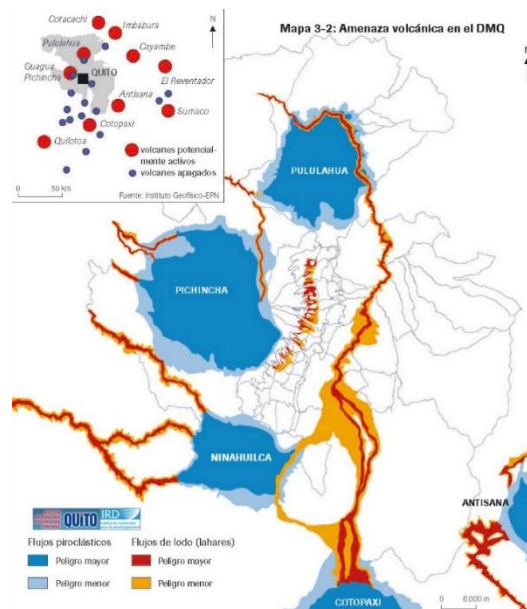 Mapa 3-2: Amenaza volcánica en el DMQ
N
Cotacachi
Imbabura
Pululahua
Cayambe
Guagua
Pichincha
QUITO
El Reventador
Antisana
Sumaco
Cotopaxi
Quilotoa
volcanes potencial-
mente activos
volcanes apagados
0 50 km
Fuente: Instituto Geofísico-EPN
PULULAHUA
PICHINCHA
NINAHUILCA
ANTISANA
COTOPAXI
QUITO IRD
Flujos piroclásticos
Peligro mayor
Peligro menor
Flujos de lodo (lahares)
Peligro mayor
Peligro menor
0 6.000 m